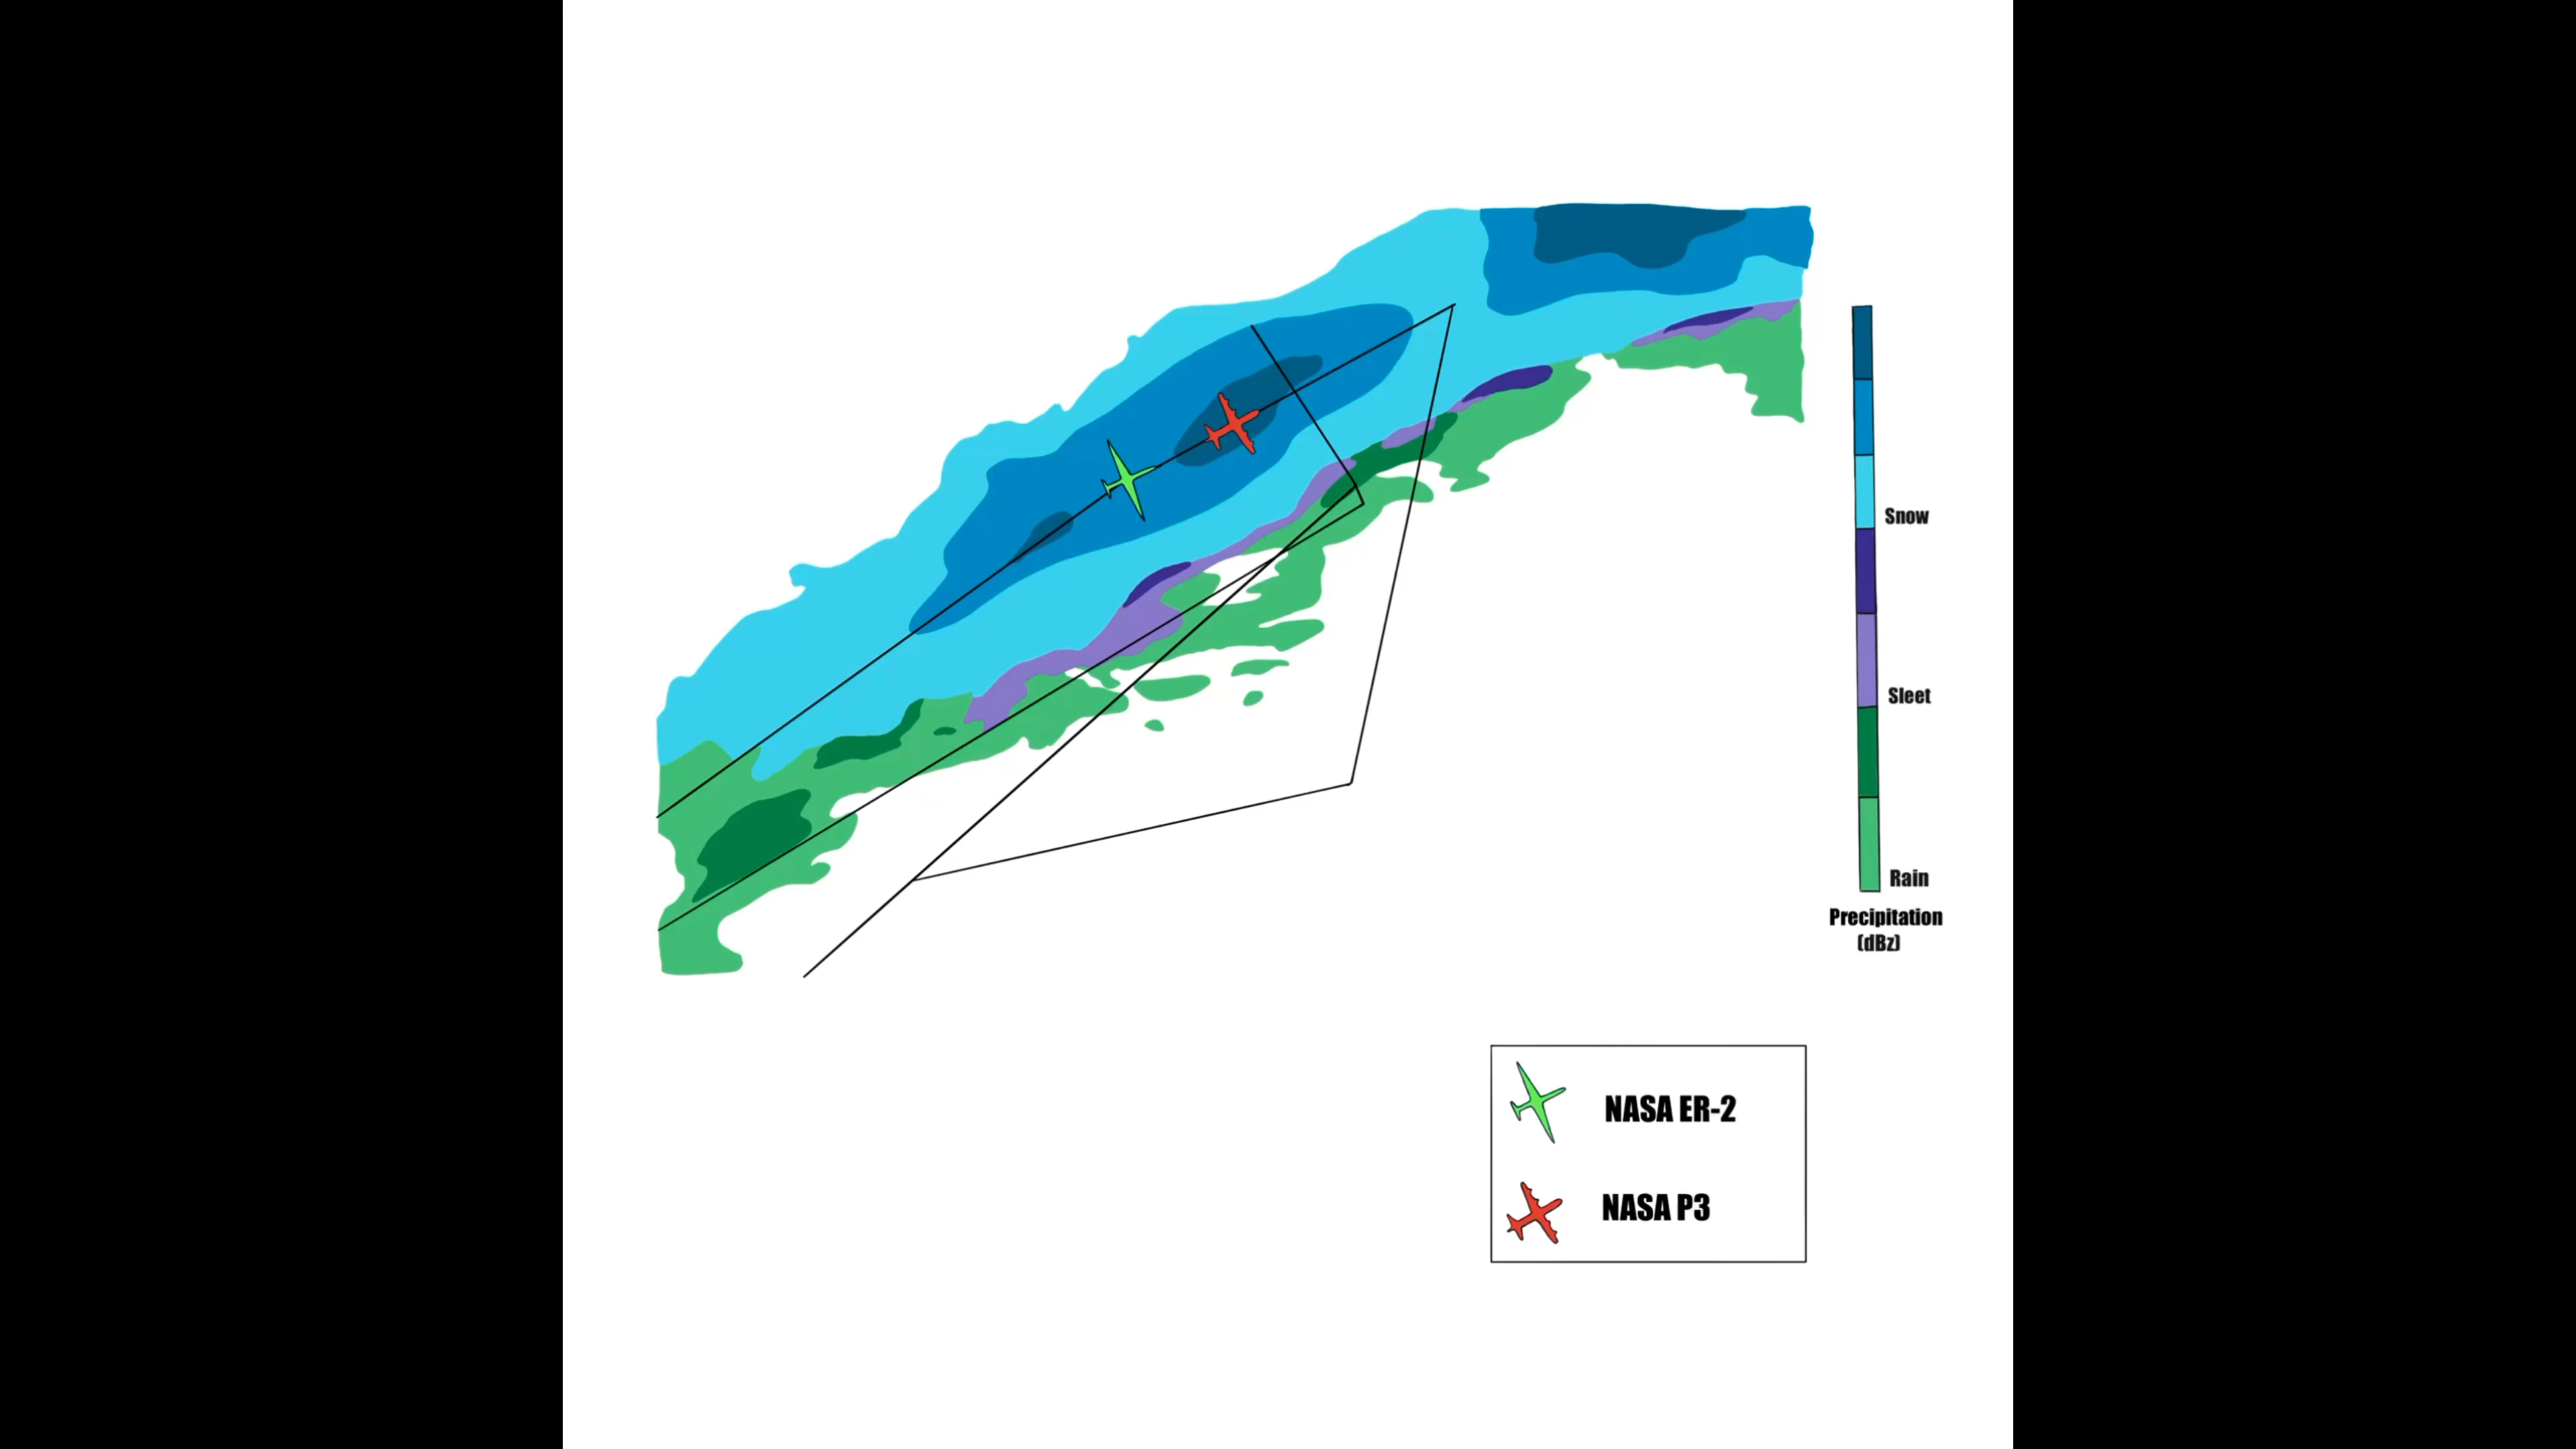 Snow
Sleet
Rain
Precipitation
(dBz)
NASA ER-2
NASA P3